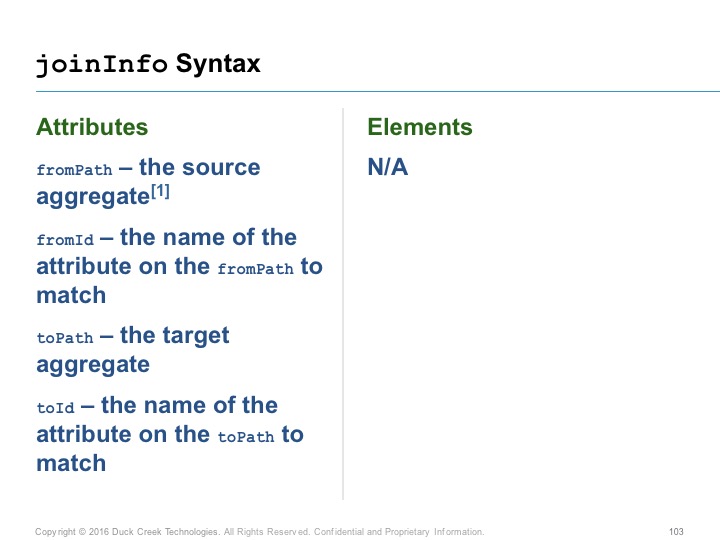 joinInfo Syntax
Attributes
fromPath – the source
aggregate[1]
fromId – the name of the
attribute on the fromPath to
match
toPath – the target
aggregate
toId – the name of the
attribute on the toPath to
match
Elements
N/A
Copyright © 2016 Duck Creek Technologies. All Rights Reserved. Confidential and Proprietary Information.
103